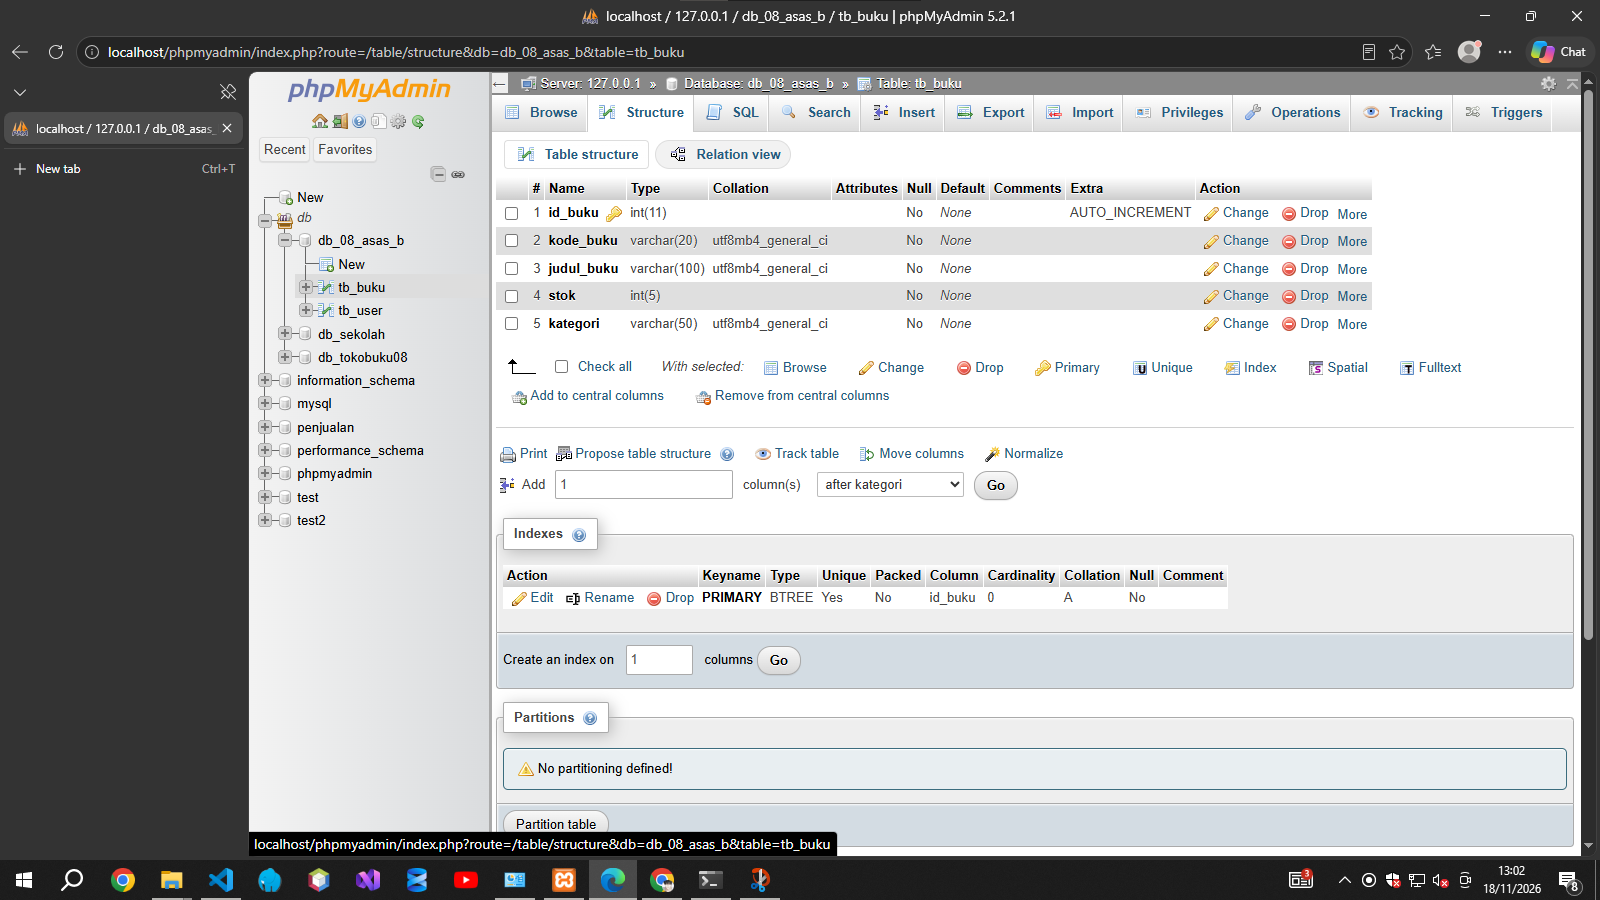 localhost / 127.0.0.1 / db_08_asas_b / tb_buku | phpMyAdmin 5.2.1
localhost/phpmyadmin/index.php?route=/table/structure&db=db_08_asas_b&table=tb_buku
Chat
localhost / 127.0.0.1 / db_08_asas_
New tab Ctrl+T
phpMyAdmin
Recent Favorites
New
db
db_08_asas_b
New
tb_buku
tb_user
db_sekolah
db_tokobuku08
information_schema
mysql
penjualan
performance_schema
phpmyadmin
test
test2
Server: 127.0.0.1 » Database: db_08_asas_b » Table: tb_buku
Browse Structure SQL Search Insert Export Import Privileges Operations Tracking Triggers
Table structure Relation view
# Name Type Collation Attributes Null Default Comments Extra Action
1 id_buku int(11) No None AUTO_INCREMENT Change Drop More
2 kode_buku varchar(20) utf8mb4_general_ci No None Change Drop More
3 judul_buku varchar(100) utf8mb4_general_ci No None Change Drop More
4 stok int(5) No None Change Drop More
5 kategori varchar(50) utf8mb4_general_ci No None Change Drop More
Check all With selected: Browse Change Drop Primary Unique Index Spatial Fulltext
Add to central columns Remove from central columns
Print Propose table structure Track table Move columns Normalize
Add 1 column(s) after kategori Go
Indexes
Action Keyname Type Unique Packed Column Cardinality Collation Null Comment
Edit Rename Drop PRIMARY BTREE Yes No id_buku 0 A No
Create an index on 1 columns Go
Partitions
No partitioning defined!
Partition table
localhost/phpmyadmin/index.php?route=/table/structure&db=db_08_asas_b&table=tb_buku
3
13:02
18/11/2026
8